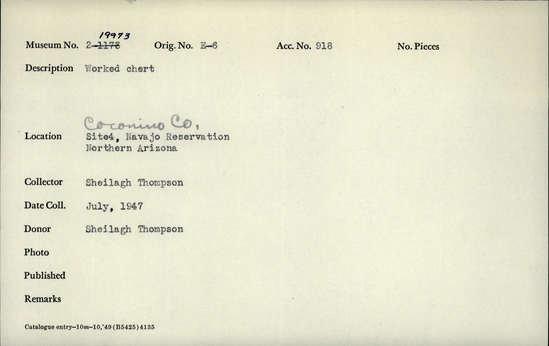 19973
Museum No. 2-1178 Orig. No. E-6 Acc. No. 918 No. Pieces
Description Worked chert
Coconino Co,
Location Site4, Navajo Reservation
Northern Arizona
Collector Sheilagh Thompson
Date Coll. July, 1947
Donor Sheilagh Thompson
Photo
Published
Remarks
Catalogue entry—10m—10,'49 (B5425) 4135